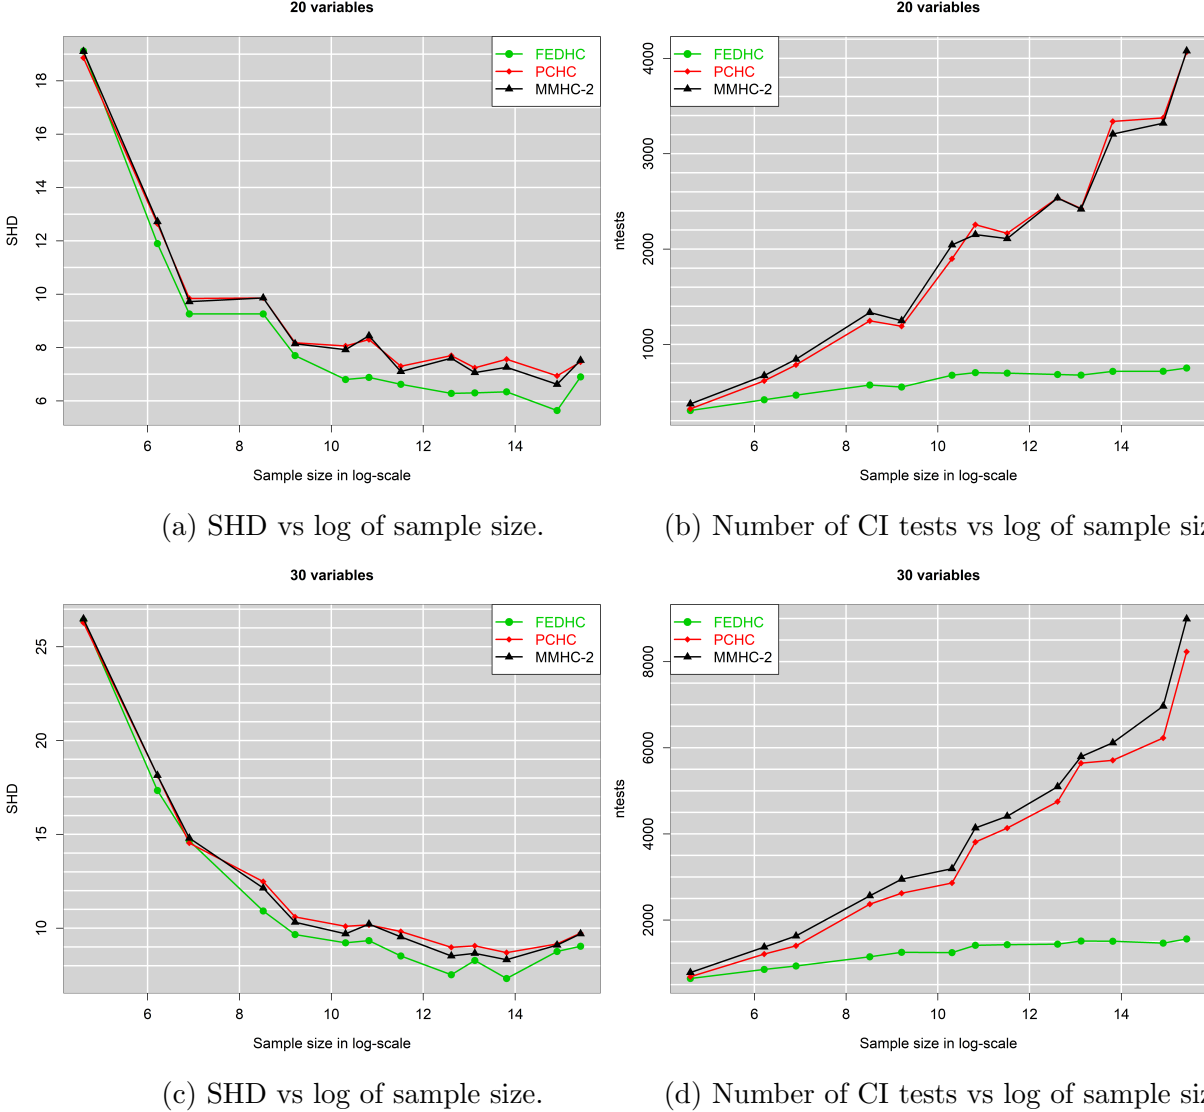 20 variables
20 variables
FEDHC
PCHC
MMHC-2
SHD
6
8
10
12
14
16
18
6
8
10
12
14
Sample size in log-scale
FEDHC
PCHC
MMHC-2
ntests
1000
2000
3000
4000
6
8
10
12
14
Sample size in log-scale
(a) SHD vs log of sample size.
(b) Number of CI tests vs log of sample siz
30 variables
30 variables
FEDHC
PCHC
MMHC-2
SHD
10
15
20
25
6
8
10
12
14
Sample size in log-scale
FEDHC
PCHC
MMHC-2
ntests
2000
4000
6000
8000
6
8
10
12
14
Sample size in log-scale
(c) SHD vs log of sample size.
(d) Number of CI tests vs log of sample siz